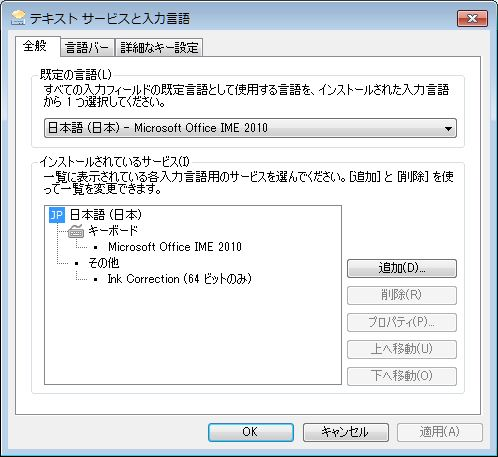 テキスト サービスと入力言語
全般 言語バー 詳細なキー設定
既定の言語(L)
すべての入力フィールドの既定言語として使用する言語を、インストールされた入力言語
から 1 つ選択してください。
日本語 (日本) - Microsoft Office IME 2010
インストールされているサービス(I)
一覧に表示されている各入力言語用のサービスを選んでください。[追加] と [削除] を使
って一覧を変更できます。
JP 日本語 (日本)
キーボード
• Microsoft Office IME 2010
• その他
• Ink Correction (64 ビットのみ)
追加(D)...
削除(R)
プロパティ(P)...
上へ移動(U)
下へ移動(O)
OK キャンセル 適用(A)